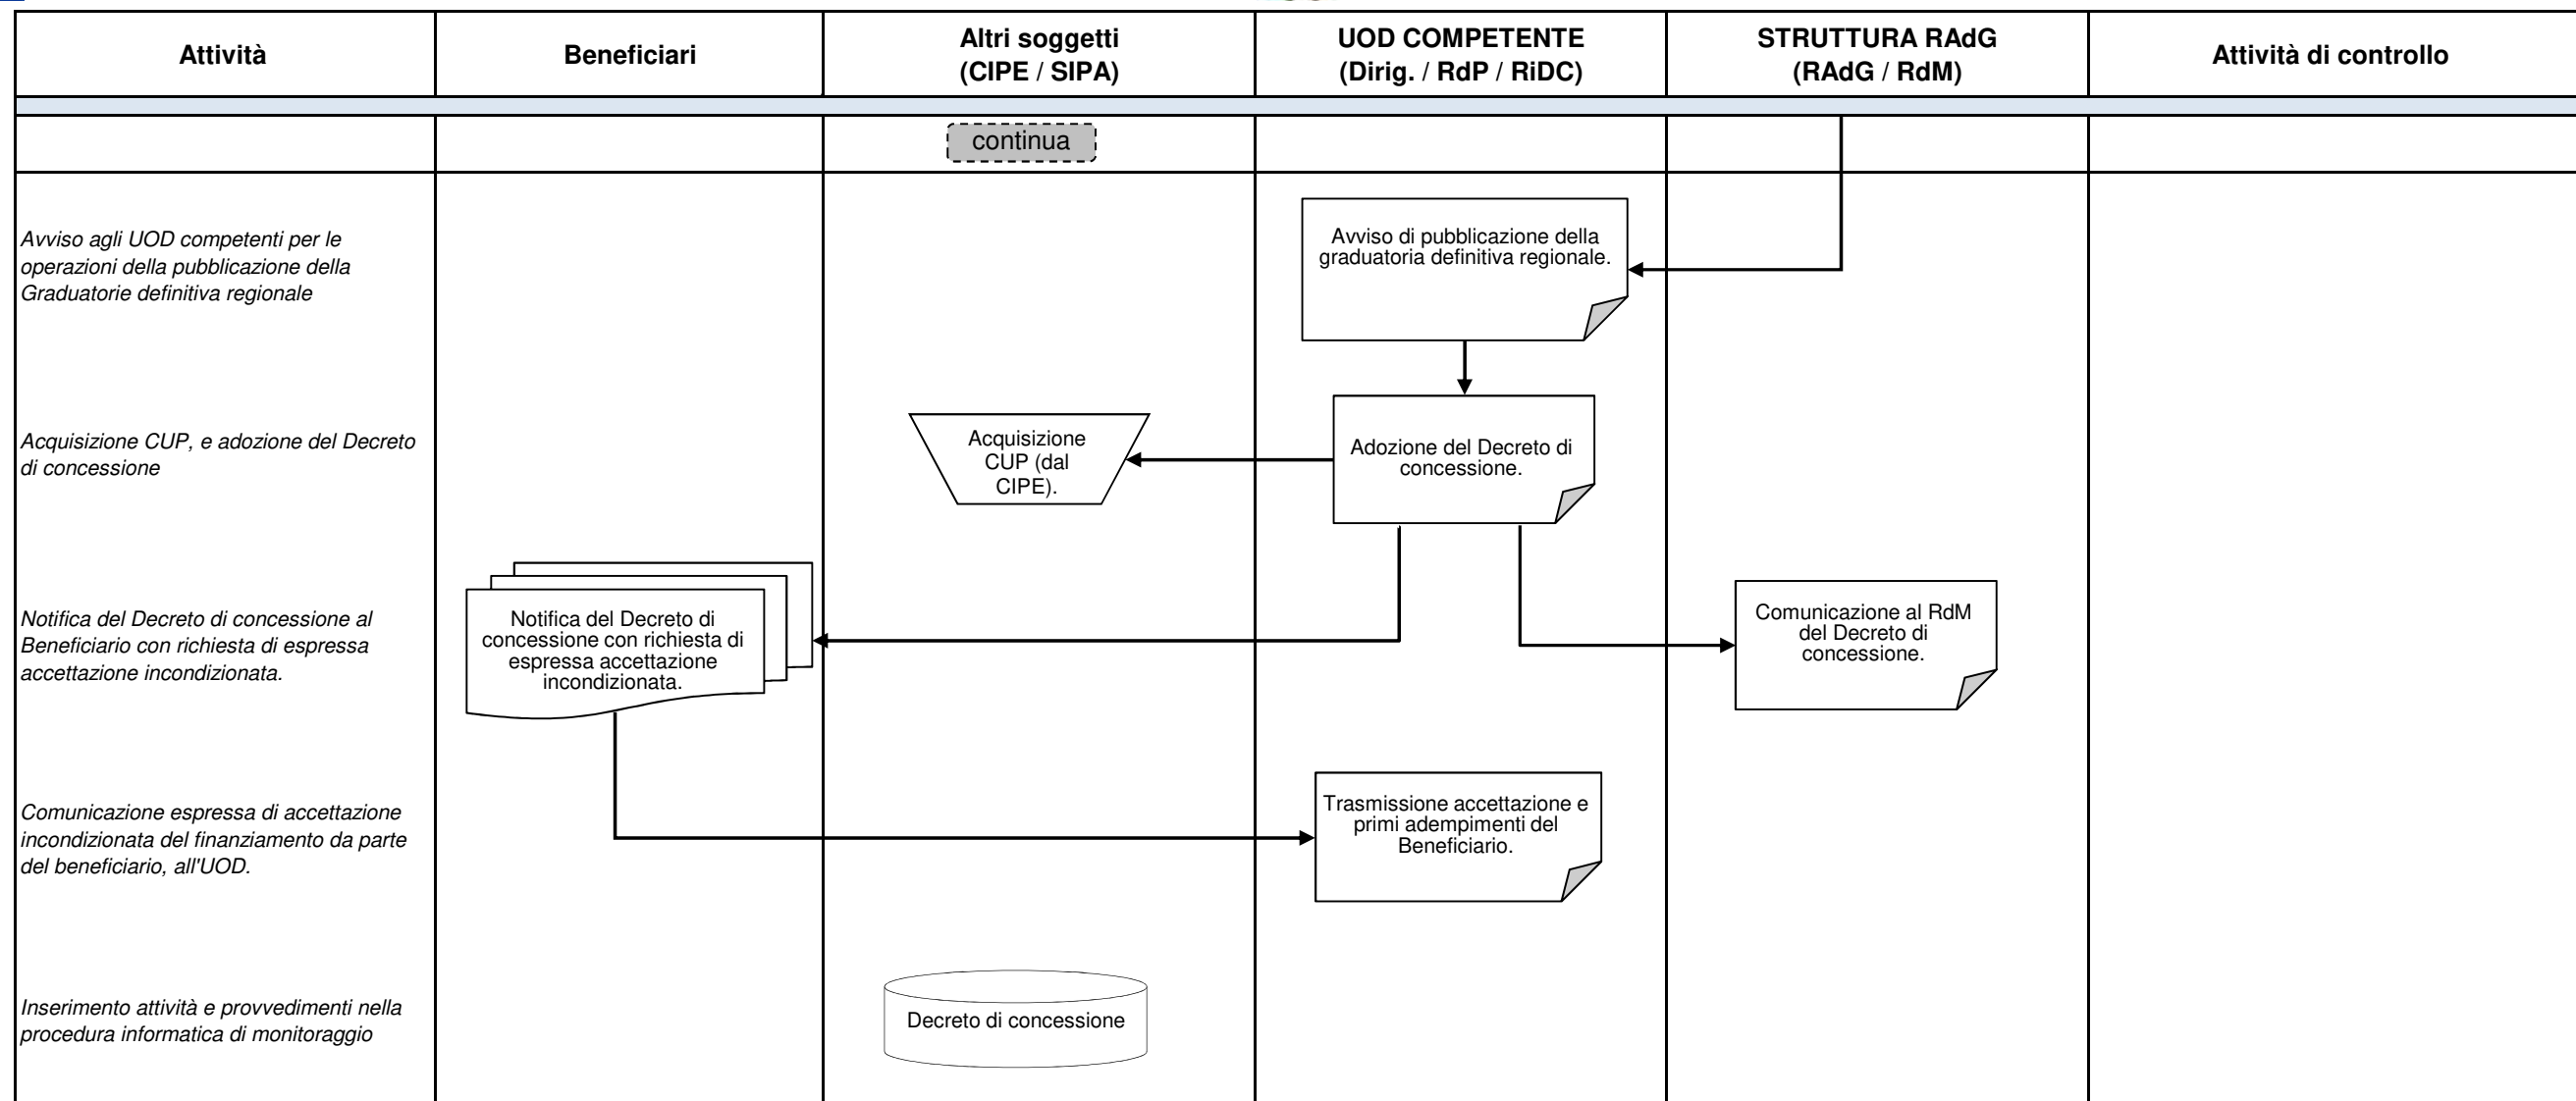 Attività
Beneficiari
Altri soggetti
(CIPE / SIPA)
UOD COMPETENTE
(Dirig. / RdP / RiDC)
STRUTTURA RAdG
(RAdG / RdM)
Attività di controllo
continua
Avviso agli UOD competenti per le
operazioni della pubblicazione della
Graduatorie definitiva regionale
Avviso di pubblicazione della
graduatoria definitiva regionale.
Acquisizione CUP, e adozione del Decreto
di concessione
Acquisizione
CUP (dal
CIPE).
Adozione del Decreto di
concessione.
Notifica del Decreto di concessione al
Beneficiario con richiesta di espressa
accettazione incondizionata.
Notifica del Decreto di
concessione con richiesta di
espressa accettazione
incondizionata.
Comunicazione al RdM
del Decreto di
concessione.
Comunicazione espressa di accettazione
incondizionata del finanziamento da parte
del beneficiario, all'UOD.
Trasmissione accettazione e
primi adempimenti del
Beneficiario.
Inserimento attività e provvedimenti nella
procedura informatica di monitoraggio
Decreto di concessione